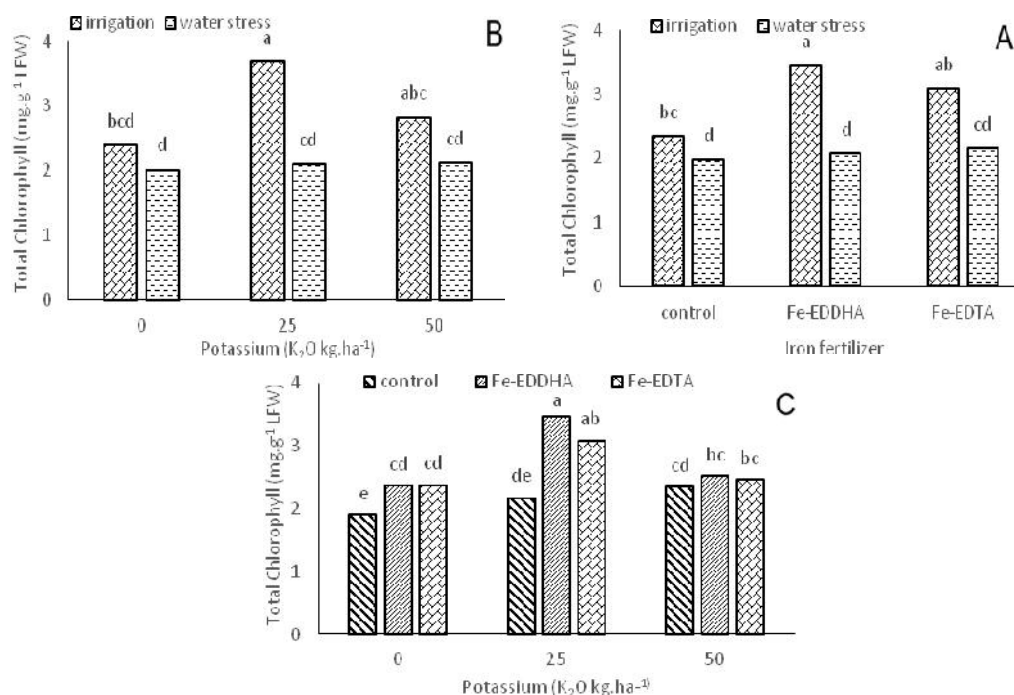 irrigation water stress
B
Total Chlorophyll (mg.g⁻¹ LFW)
4
3
2
1
0
bcd d a cd abc cd
0 25 50
Potassium (K₂O kg.ha⁻¹)
irrigation water stress
A
Total Chlorophyll (mg.g⁻¹ LFW)
4
3
2
1
0
bc d a d ab cd
control Fe-EDDHA Fe-EDTA
Iron fertilizer
control Fe-EDDHA Fe-EDTA
C
Total Chlorophyll (mg.g⁻¹ LFW)
4
3
2
1
0
e cd cd de a ab cd bc bc
0 25 50
Potassium (K₂O kg.ha⁻¹)